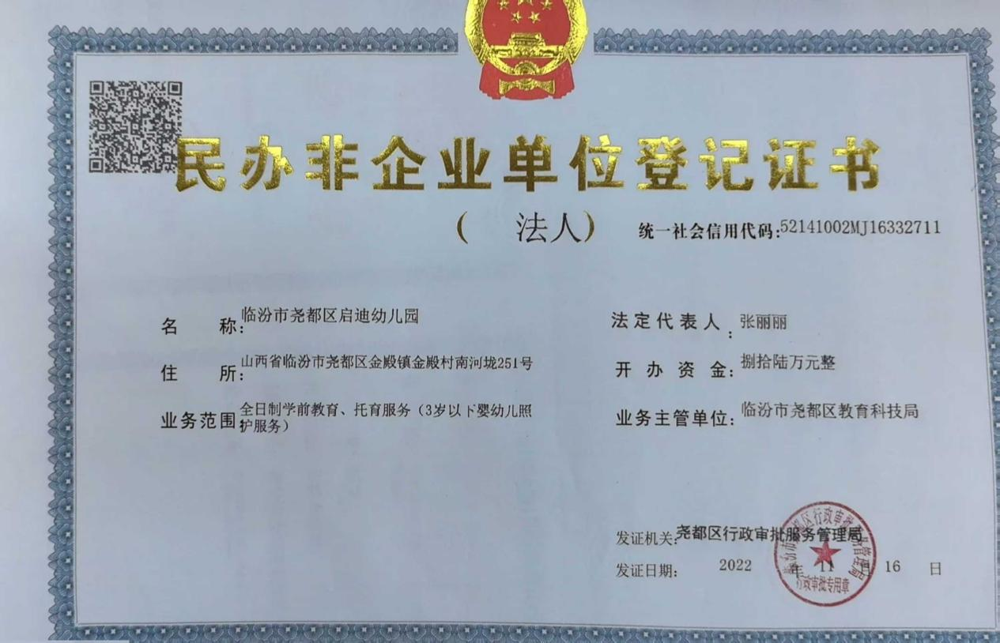 民办非企业单位登记证书
( 法人)
统一社会信用代码:52141002MJ16332711
名 称:临汾市尧都区启迪幼儿园
法定代表人:张丽丽
住 所:山西省临汾市尧都区金殿镇金殿村南河垅251号
开办资金:捌拾陆万元整
业务范围:全日制学前教育、托育服务（3岁以下婴幼儿照
护服务）
业务主管单位:临汾市尧都区教育科技局
发证机关:尧都区行政审批服务管理局
发证日期: 2022 年 11 月 16 日
行政审批专用章